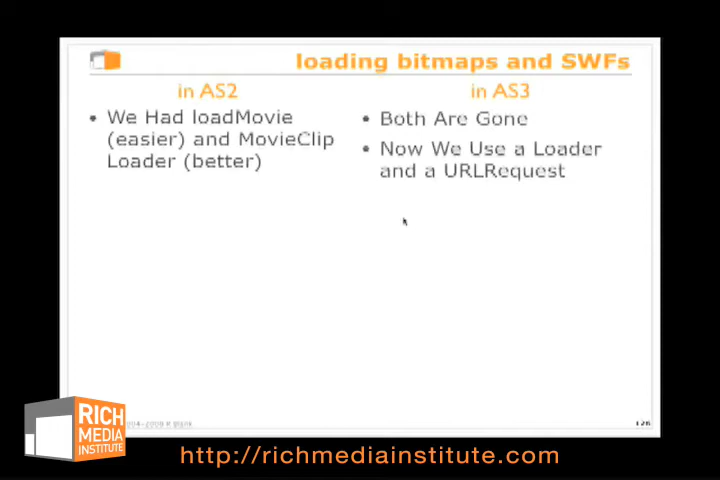 loading bitmaps and SWFs
in AS2
• We Had loadMovie
(easier) and MovieClip
Loader (better)
in AS3
• Both Are Gone
• Now We Use a Loader
and a URLRequest
RICH
MEDIA
INSTITUTE
126
http://richmediainstitute.com